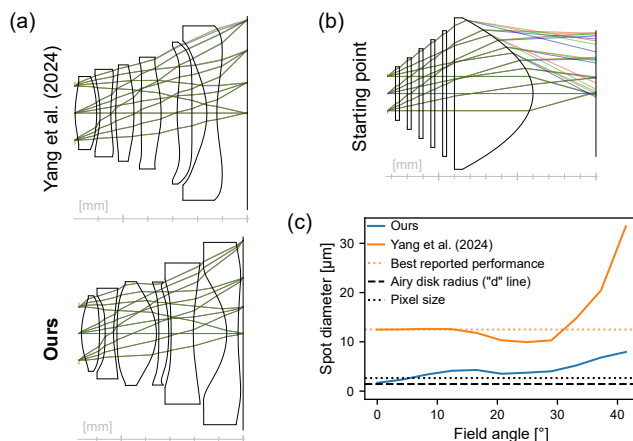 (a)
Yang et al. (2024)
[mm]
Ours
[mm]
(b)
Starting point
[mm]
(c)
Ours
Yang et al. (2024)
Best reported performance
Airy disk radius ("d" line)
Pixel size
Spot diameter [μm]
30
20
10
0
0 10 20 30 40
Field angle [°]